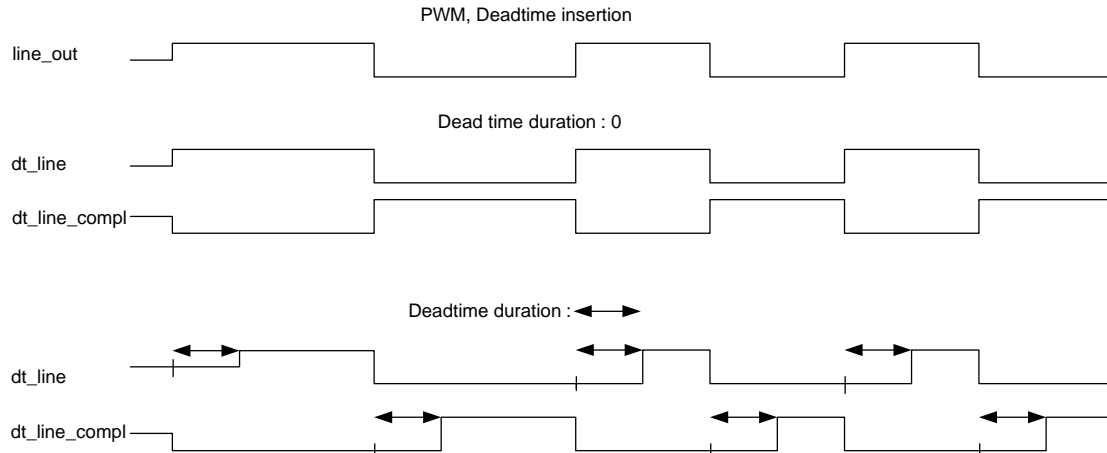 PWM, Deadtime insertion
line_out
Dead time duration : 0
dt_line
dt_line_compl
Deadtime duration :
dt_line
dt_line_compl